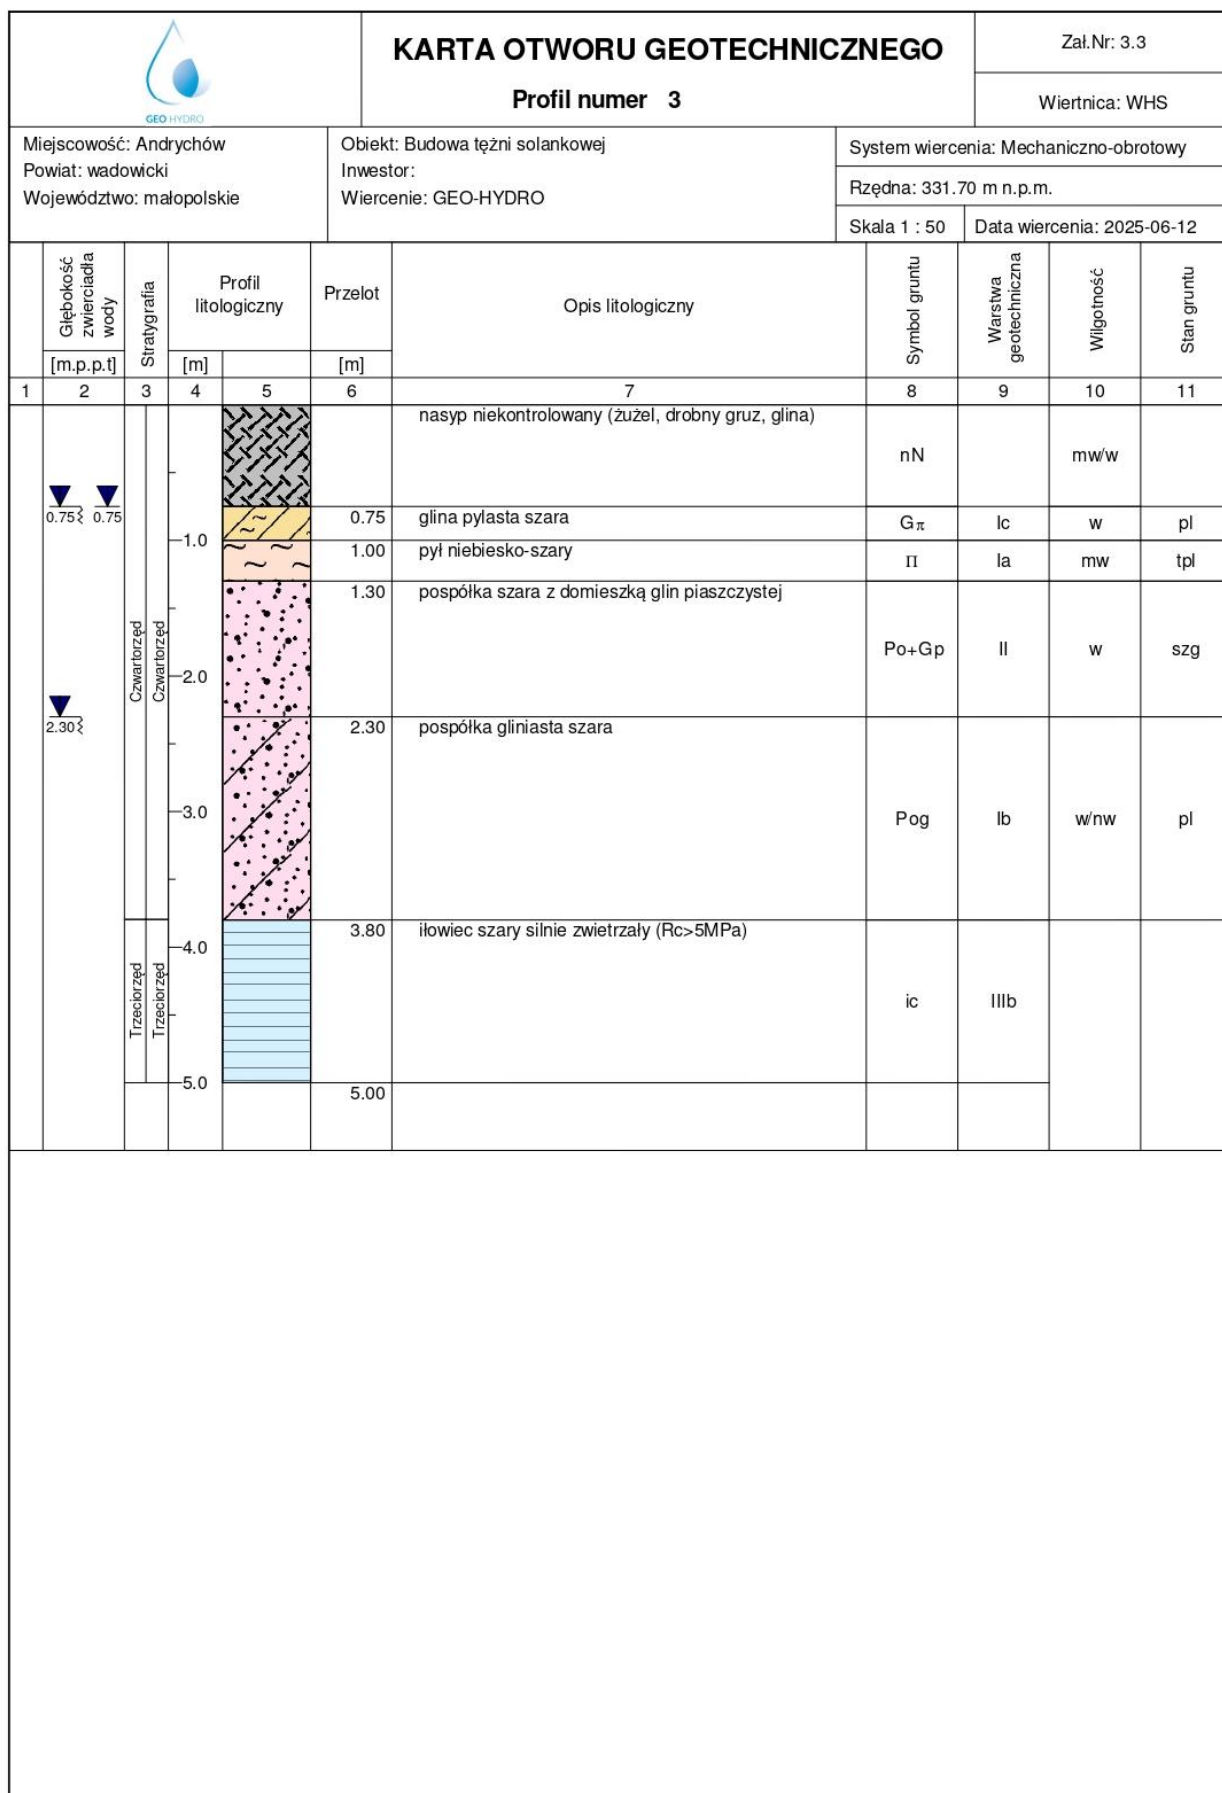 GEO HYDRO
KARTA OTWORU GEOTECHNICZNEGO
Profil numer 3
Zał.Nr: 3.3
Wiertnica: WHS
Miejscowość: Andrychów
Powiat: wadowicki
Województwo: małopolskie
Obiekt: Budowa tężni solankowej
Inwestor:
Wiercenie: GEO-HYDRO
System wiercenia: Mechaniczno-obrotowy
Rzędna: 331.70 m n.p.m.
Skala 1 : 50
Data wiercenia: 2025-06-12
Głębokość
zwierciadła
wody
[m.p.p.t]
Stratygrafia
Profil
litologiczny
[m]
Przelot
[m]
Opis litologiczny
Symbol gruntu
Warstwa
geotechniczna
Wilgotność
Stan gruntu
1 2 3 4 5 6 7 8 9 10 11
nasyp niekontrolowany (żużel, drobny gruz, glina)
nN mw/w
0.75 0.75
0.75 glina pylasta szara Gπ Ic w pl
1.0
1.00 pył niebiesko-szary Π Ia mw tpl
1.30 pospółka szara z domieszką glin piaszczystej
Po+Gp II w szg
Czwartorzęd
Czwartorzęd
2.0
2.30
2.30 pospółka gliniasta szara
3.0
Pog Ib w/nw pl
3.80 iłowiec szary silnie zwietrzały (Rc>5MPa)
4.0
Trzeciorzęd
Trzeciorzęd
ic IIIb
5.0
5.00